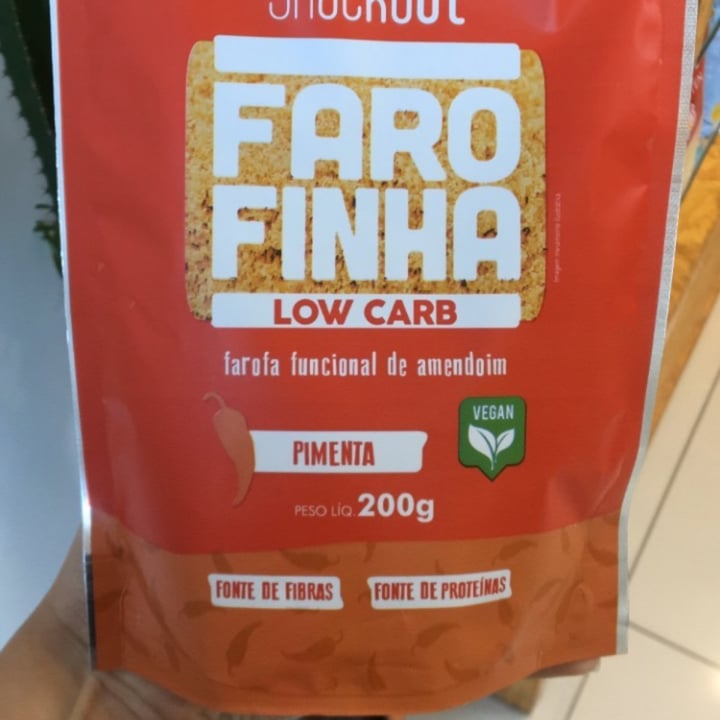 FARO
FINHA
LOW CARB
farofa funcional de amendoim
VEGAN
PIMENTA
PESO LÍQ. 200g
FONTE DE FIBRAS
FONTE DE PROTEÍNAS